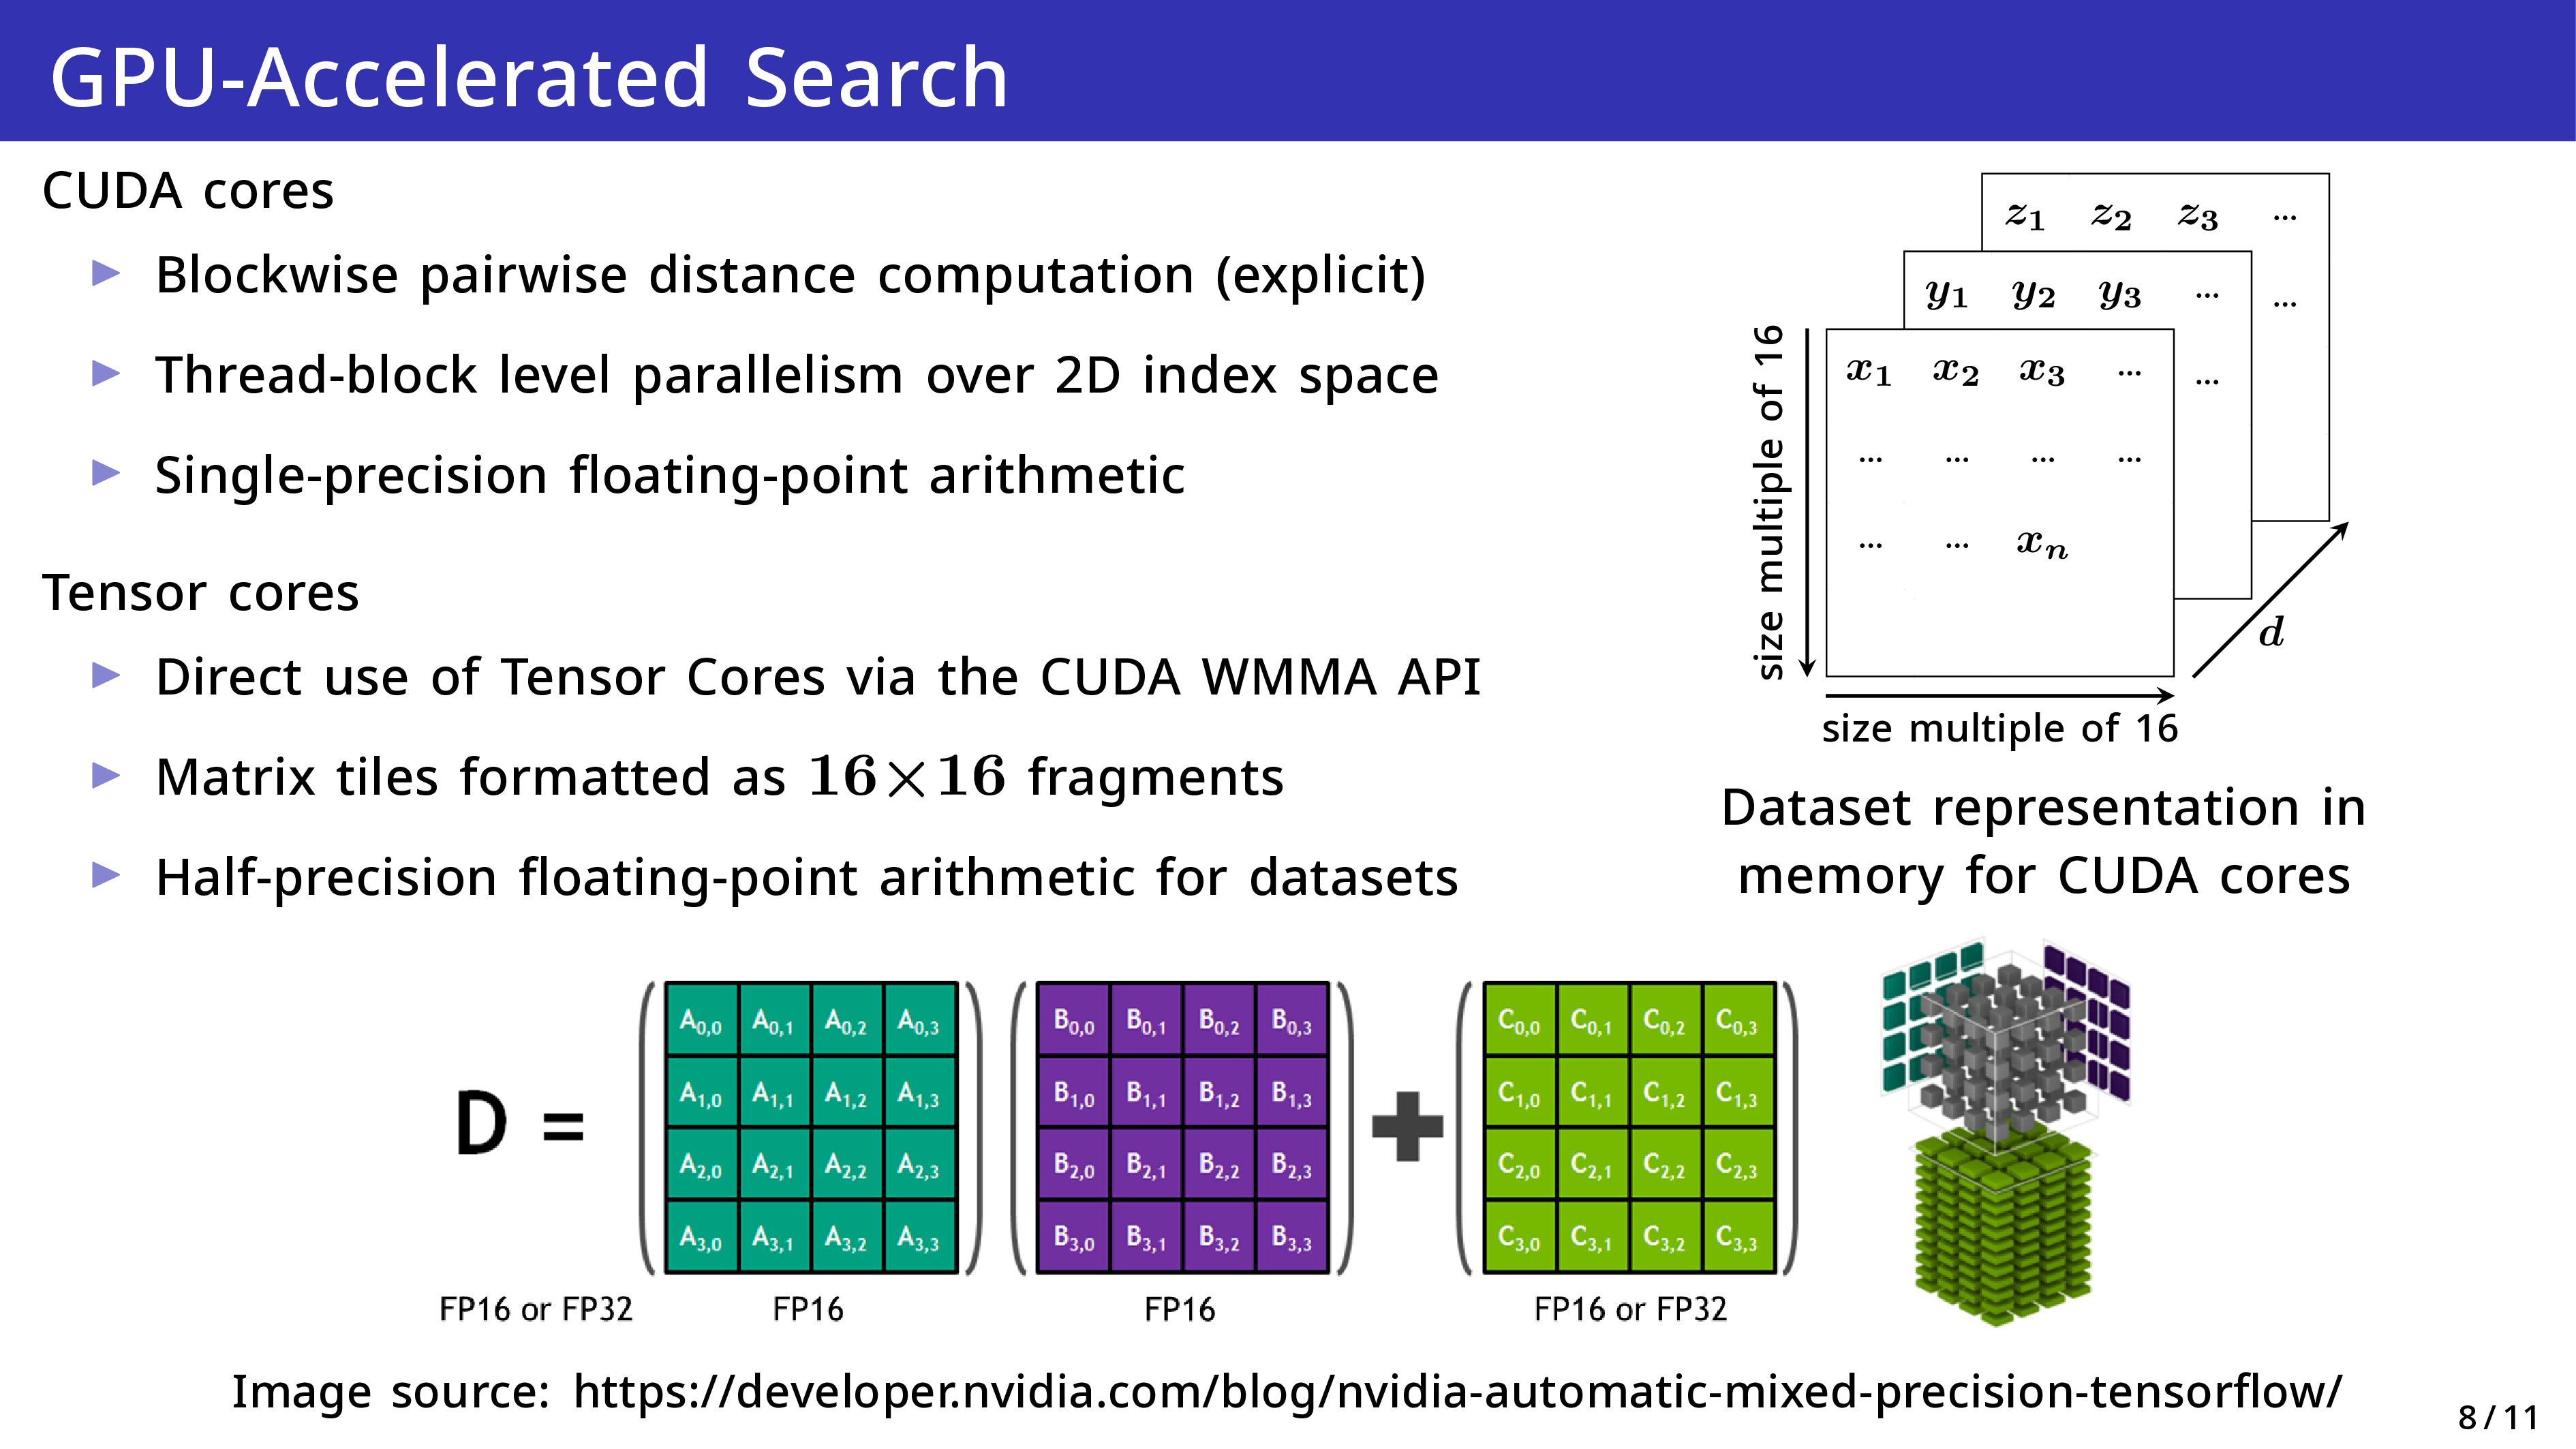 GPU-Accelerated Search
CUDA cores
▶ Blockwise pairwise distance computation (explicit)
▶ Thread-block level parallelism over 2D index space
▶ Single-precision floating-point arithmetic
Tensor cores
▶ Direct use of Tensor Cores via the CUDA WMMA API
▶ Matrix tiles formatted as 16×16 fragments
▶ Half-precision floating-point arithmetic for datasets
z₁ z₂ z₃ ...
...
y₁ y₂ y₃ ...
...
x₁ x₂ x₃ ...
... ... ... ...
... ... xₙ
size multiple of 16
size multiple of 16
d
Dataset representation in
memory for CUDA cores
D =
A0,0 A0,1 A0,2 A0,3
A1,0 A1,1 A1,2 A1,3
A2,0 A2,1 A2,2 A2,3
A3,0 A3,1 A3,2 A3,3
B0,0 B0,1 B0,2 B0,3
B1,0 B1,1 B1,2 B1,3
B2,0 B2,1 B2,2 B2,3
B3,0 B3,1 B3,2 B3,3
+
C0,0 C0,1 C0,2 C0,3
C1,0 C1,1 C1,2 C1,3
C2,0 C2,1 C2,2 C2,3
C3,0 C3,1 C3,2 C3,3
FP16 or FP32 FP16 FP16 FP16 or FP32
Image source: https://developer.nvidia.com/blog/nvidia-automatic-mixed-precision-tensorflow/
8 / 11